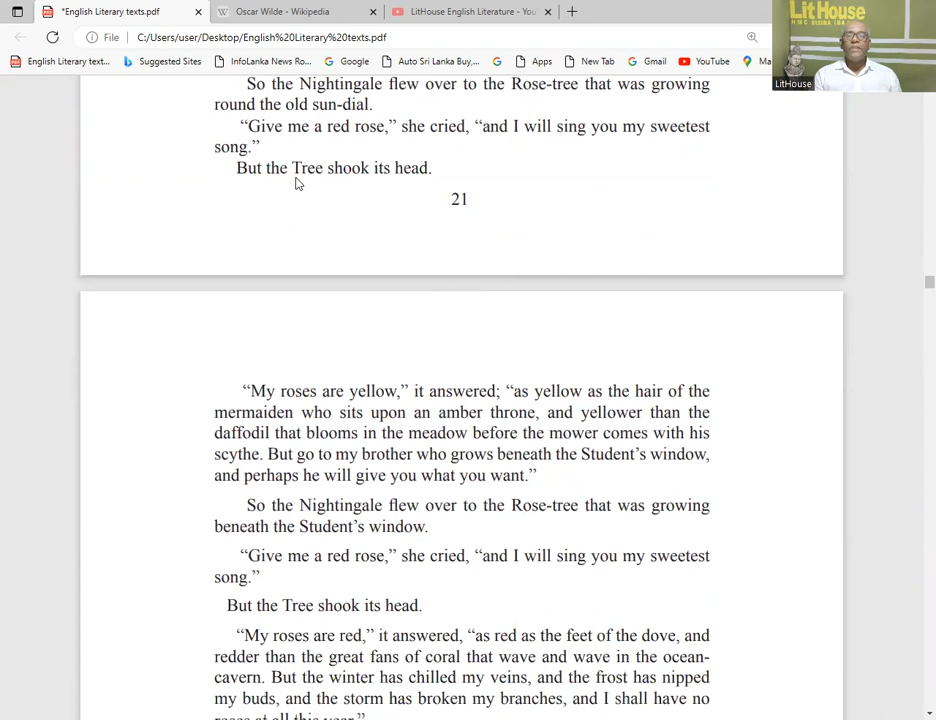 *English Literary texts.pdf
Oscar Wilde - Wikipedia
LitHouse English Literature - You
File
C:/Users/user/Desktop/English%20Literary%20texts.pdf
English Literary text...
Suggested Sites
InfoLanka News Ro...
Google
Auto Sri Lanka Buy,...
Apps
New Tab
Gmail
YouTube
Ma
Lit House
LitHouse
So the Nightingale flew over to the Rose-tree that was growing
round the old sun-dial.
“Give me a red rose,” she cried, “and I will sing you my sweetest
song.”
But the Tree shook its head.
21
“My roses are yellow,” it answered; “as yellow as the hair of the
mermaiden who sits upon an amber throne, and yellower than the
daffodil that blooms in the meadow before the mower comes with his
scythe. But go to my brother who grows beneath the Student’s window,
and perhaps he will give you what you want.”
So the Nightingale flew over to the Rose-tree that was growing
beneath the Student’s window.
“Give me a red rose,” she cried, “and I will sing you my sweetest
song.”
But the Tree shook its head.
“My roses are red,” it answered, “as red as the feet of the dove, and
redder than the great fans of coral that wave and wave in the ocean-
cavern. But the winter has chilled my veins, and the frost has nipped
my buds, and the storm has broken my branches, and I shall have no
roses at all this year.”